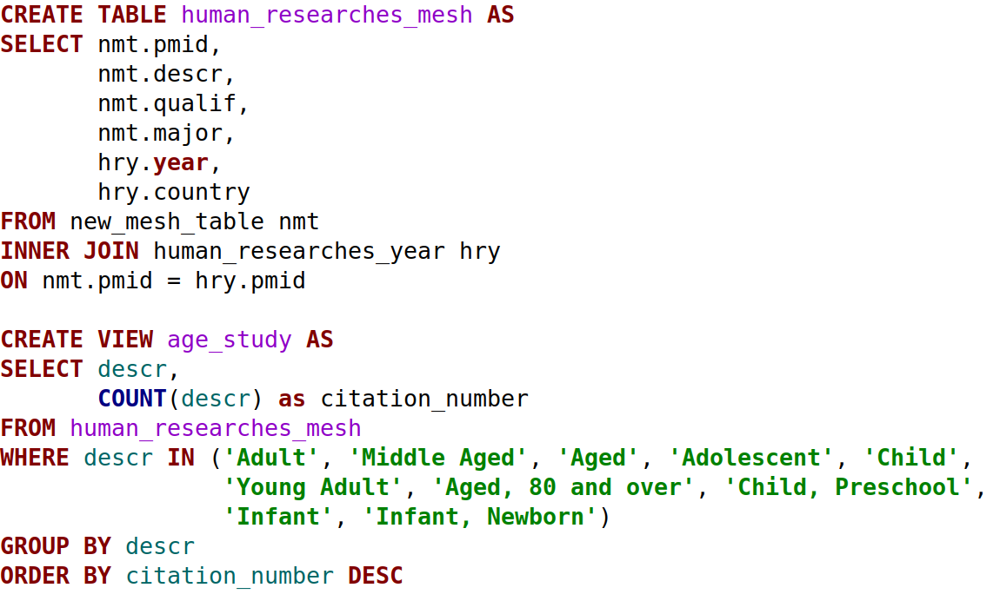 CREATE TABLE human_researches_mesh AS
SELECT nmt.pmid,
       nmt.descr,
       nmt.qualif,
       nmt.major,
       hry.year,
       hry.country
FROM new_mesh_table nmt
INNER JOIN human_researches_year hry
ON nmt.pmid = hry.pmid

CREATE VIEW age_study AS
SELECT descr,
       COUNT(descr) as citation_number
FROM human_researches_mesh
WHERE descr IN ('Adult', 'Middle Aged', 'Aged', 'Adolescent', 'Child',
                'Young Adult', 'Aged, 80 and over', 'Child, Preschool',
                'Infant', 'Infant, Newborn')
GROUP BY descr
ORDER BY citation_number DESC